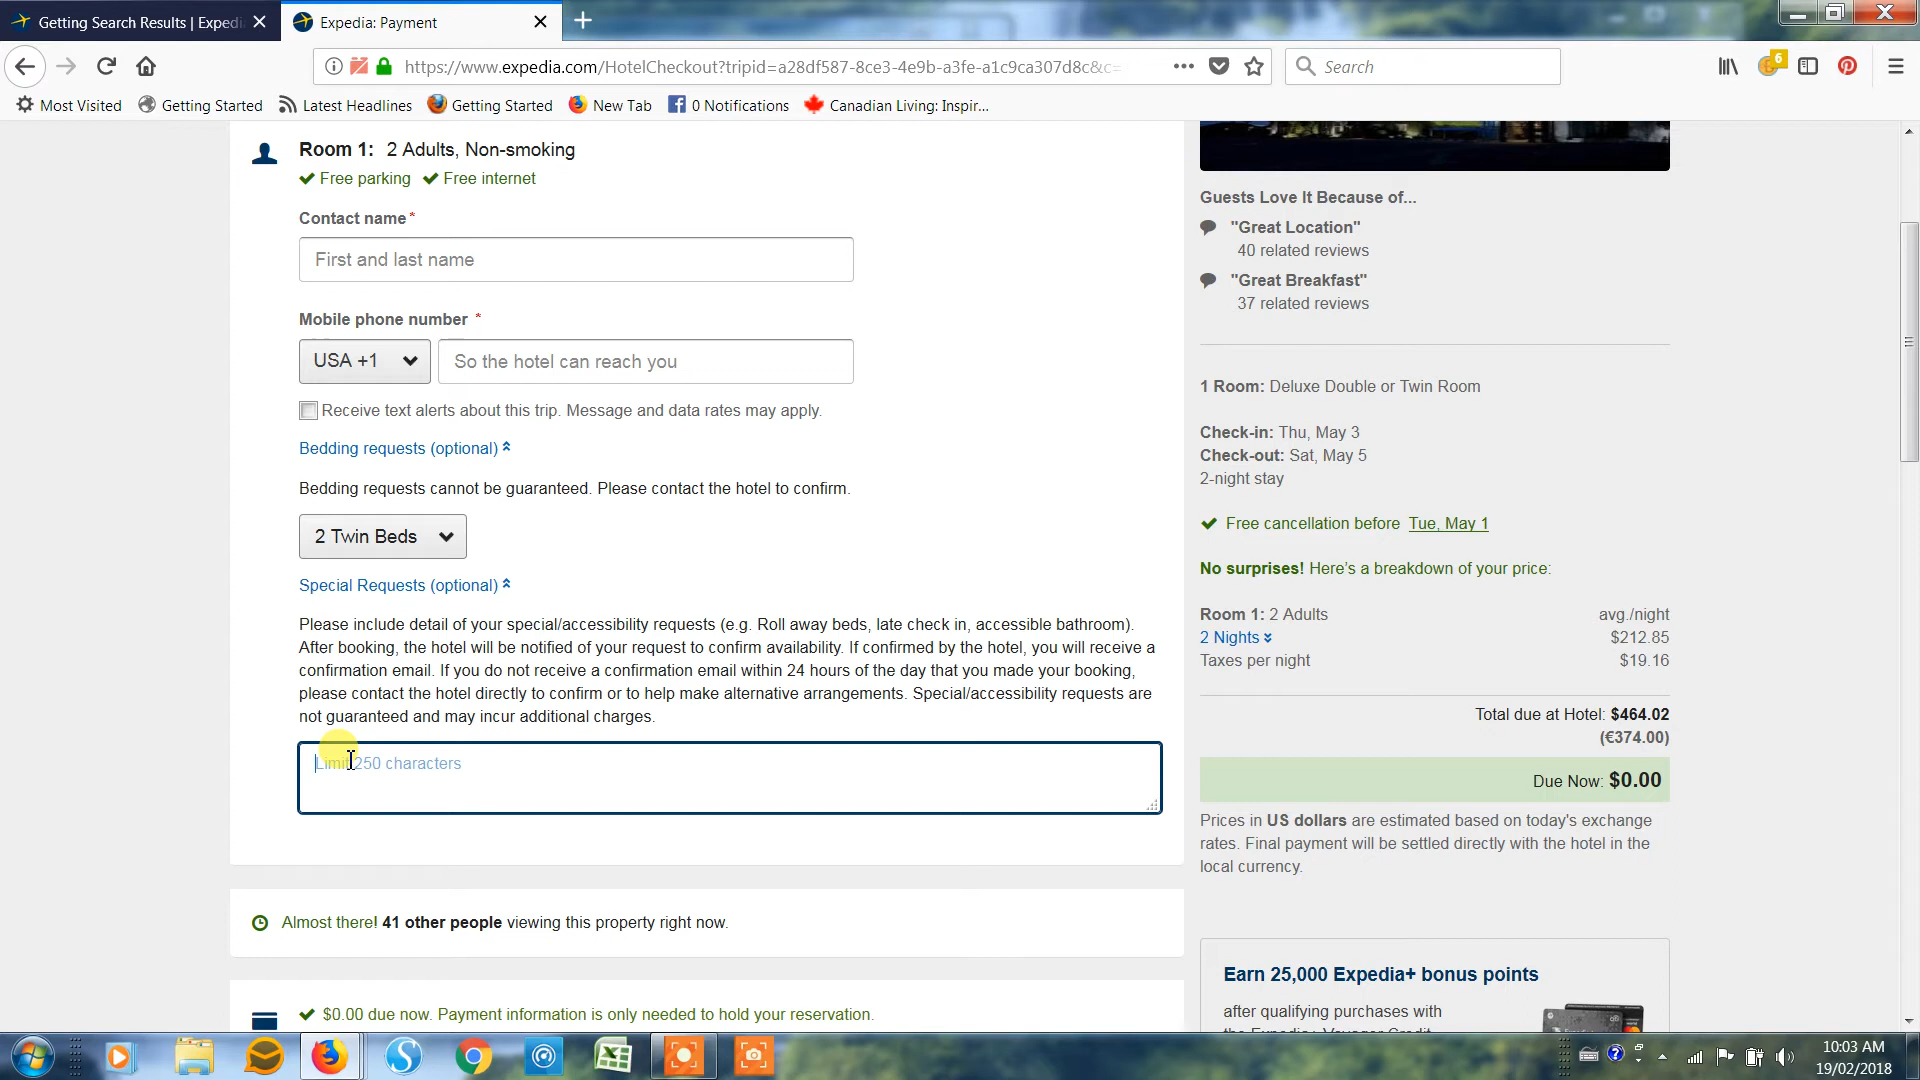 Getting Search Results | Expedi
Expedia: Payment
https://www.expedia.com/HotelCheckout?tripid=a28df587-8ce3-4e9b-a3fe-a1c9ca307d8c&c=
Search
6
Most Visited
Getting Started
Latest Headlines
Getting Started
New Tab
0 Notifications
Canadian Living: Inspir...
Room 1: 2 Adults, Non-smoking
Free parking Free internet
Contact name*
First and last name
Mobile phone number *
USA +1
So the hotel can reach you
Receive text alerts about this trip. Message and data rates may apply.
Bedding requests (optional)
Bedding requests cannot be guaranteed. Please contact the hotel to confirm.
2 Twin Beds
Special Requests (optional)
Please include detail of your special/accessibility requests (e.g. Roll away beds, late check in, accessible bathroom).
After booking, the hotel will be notified of your request to confirm availability. If confirmed by the hotel, you will receive a
confirmation email. If you do not receive a confirmation email within 24 hours of the day that you made your booking,
please contact the hotel directly to confirm or to help make alternative arrangements. Special/accessibility requests are
not guaranteed and may incur additional charges.
Limit 250 characters
Almost there! 41 other people viewing this property right now.
$0.00 due now. Payment information is only needed to hold your reservation.
Guests Love It Because of...
"Great Location"
40 related reviews
"Great Breakfast"
37 related reviews
1 Room: Deluxe Double or Twin Room
Check-in: Thu, May 3
Check-out: Sat, May 5
2-night stay
Free cancellation before Tue, May 1
No surprises! Here's a breakdown of your price:
Room 1: 2 Adults avg./night
2 Nights $212.85
Taxes per night $19.16
Total due at Hotel: $464.02
(€374.00)
Due Now: $0.00
Prices in US dollars are estimated based on today's exchange
rates. Final payment will be settled directly with the hotel in the
local currency.
Earn 25,000 Expedia+ bonus points
after qualifying purchases with
the Expedia+ Voyager Credit
10:03 AM
19/02/2018